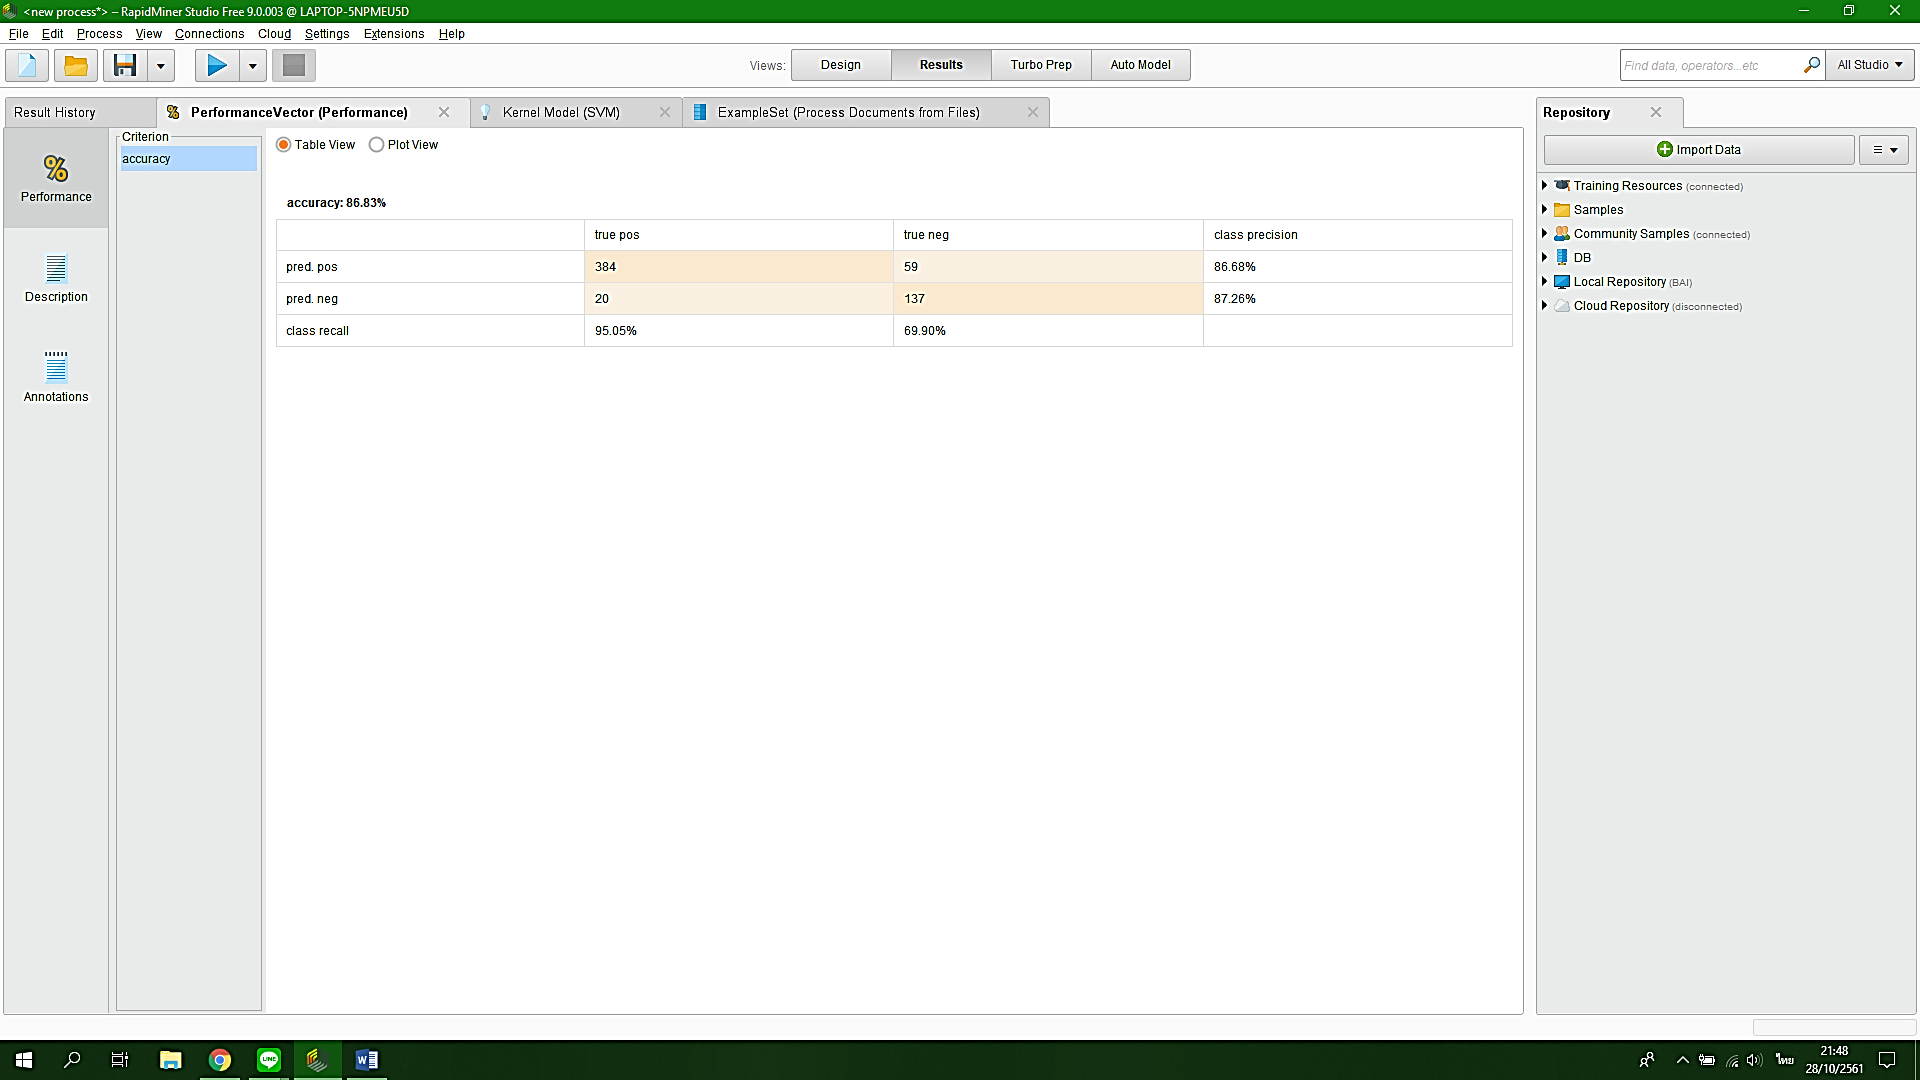 <new process*> – RapidMiner Studio Free 9.0.003 @ LAPTOP-5NPMEU5D
File Edit Process View Connections Cloud Settings Extensions Help
Views: Design Results Turbo Prep Auto Model
Find data, operators...etc All Studio
Result History PerformanceVector (Performance) Kernel Model (SVM) ExampleSet (Process Documents from Files)
Repository
Performance
Description
Annotations
Criterion
accuracy
Table View Plot View
accuracy: 86.83%
true pos true neg class precision
pred. pos 384 59 86.68%
pred. neg 20 137 87.26%
class recall 95.05% 69.90%
Import Data
Training Resources (connected)
Samples
Community Samples (connected)
DB
Local Repository (BAI)
Cloud Repository (disconnected)
LINE
ไทย
21:48
28/10/2561